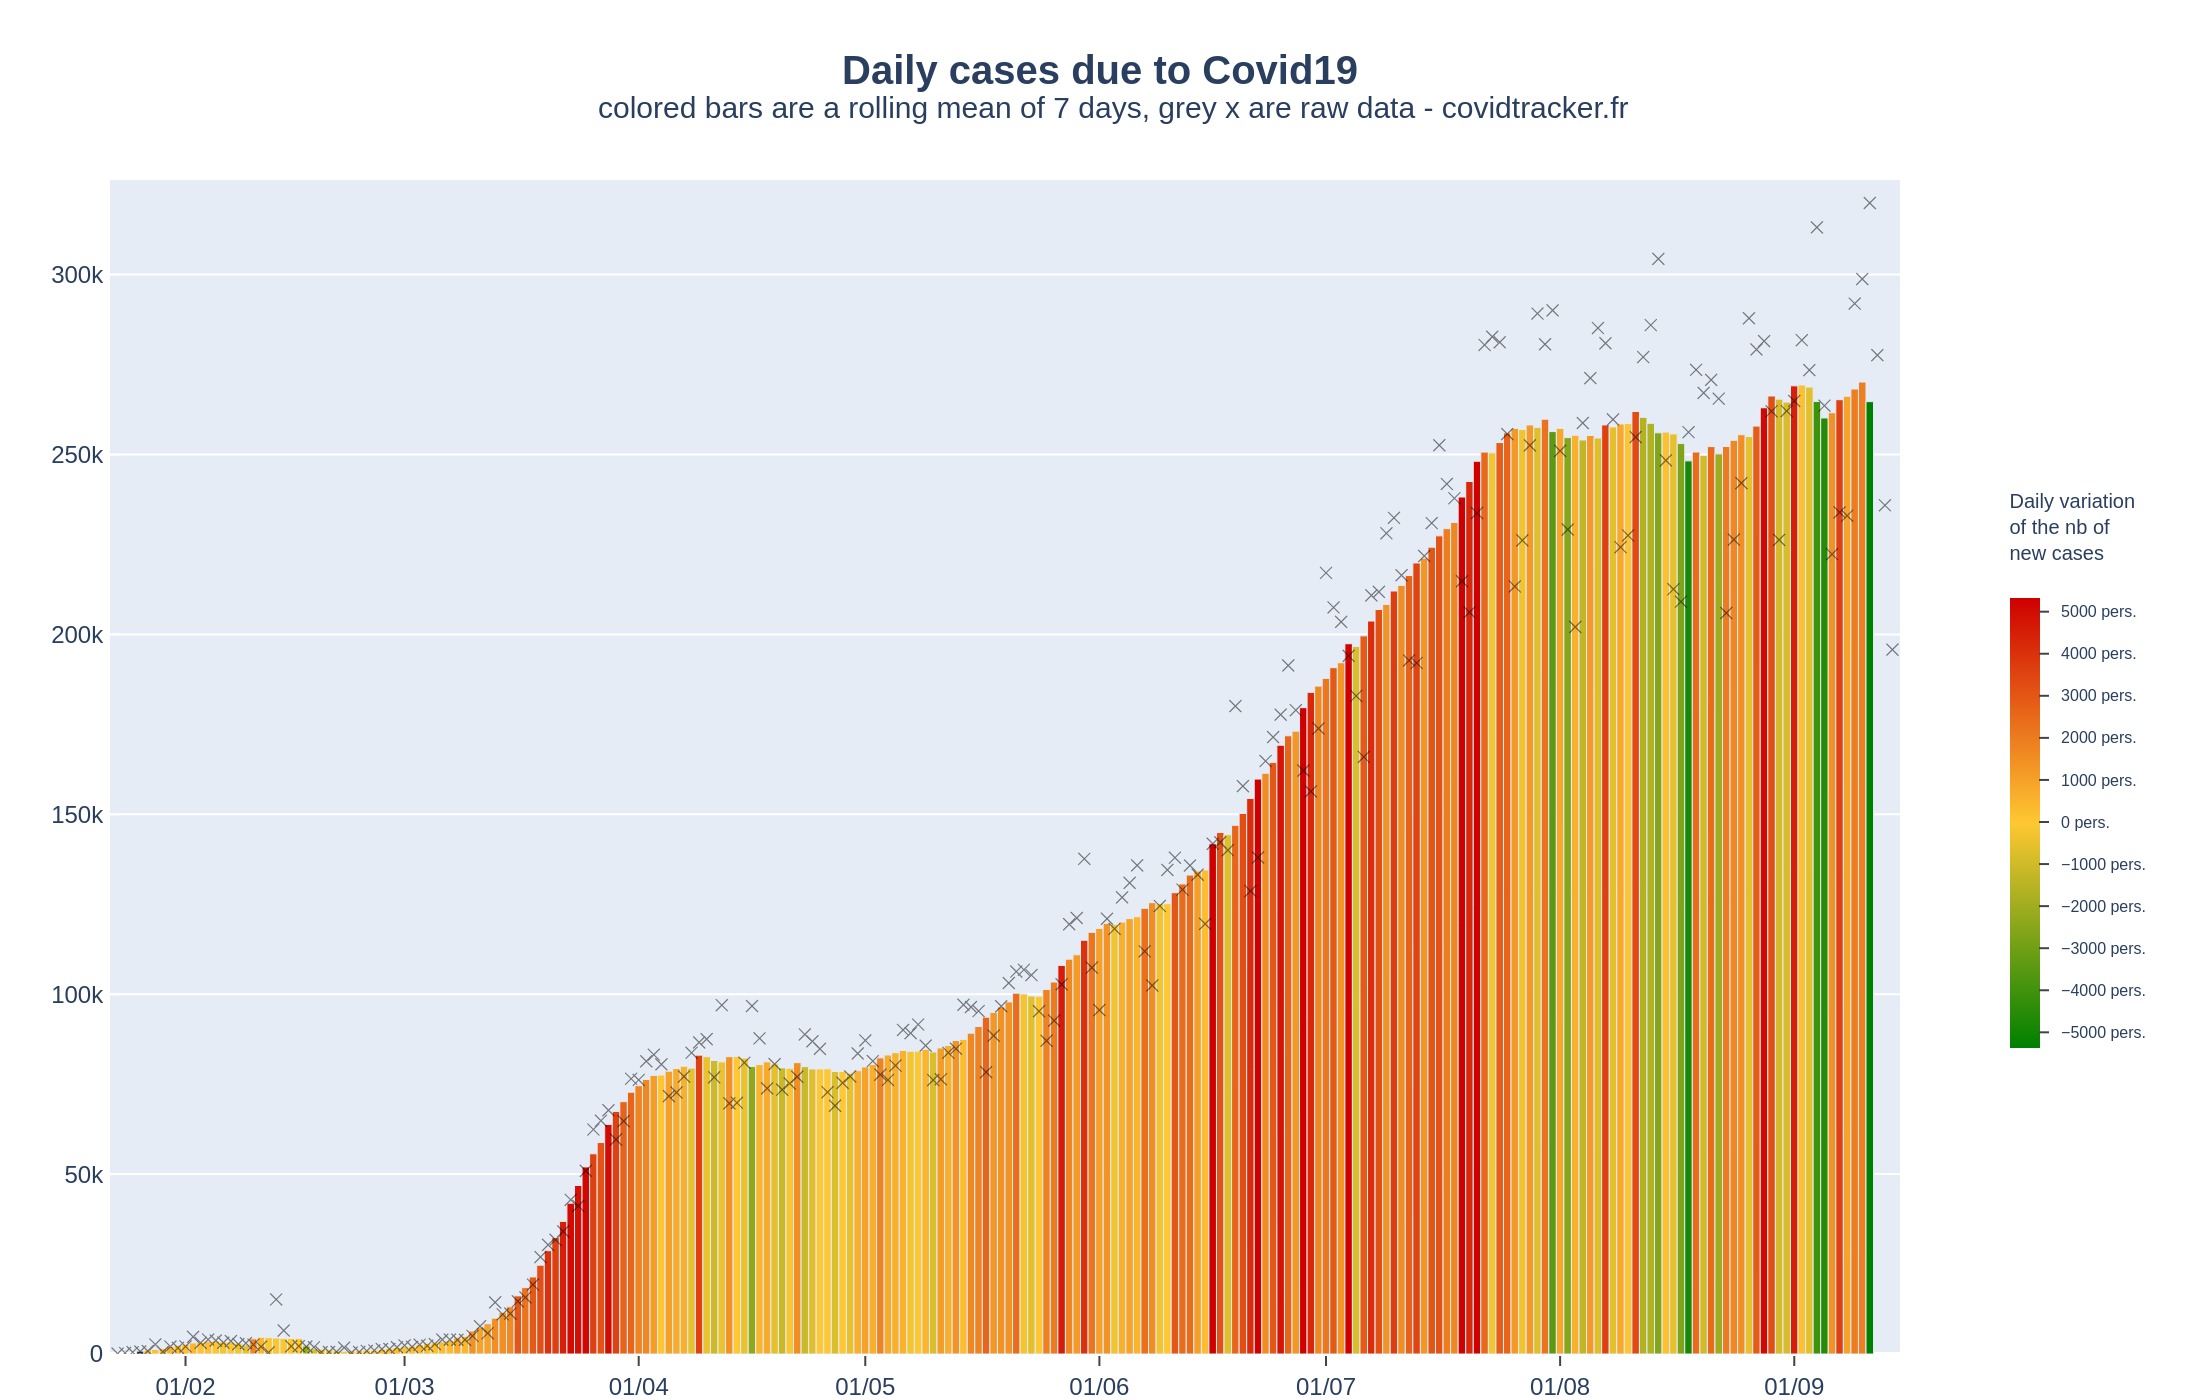 Daily cases due to Covid19
colored bars are a rolling mean of 7 days, grey x are raw data - covidtracker.fr
300k
250k
200k
150k
100k
50k
0
01/02
01/03
01/04
01/05
01/06
01/07
01/08
01/09
Daily variation
of the nb of
new cases
5000 pers.
4000 pers.
3000 pers.
2000 pers.
1000 pers.
0 pers.
−1000 pers.
−2000 pers.
−3000 pers.
−4000 pers.
−5000 pers.